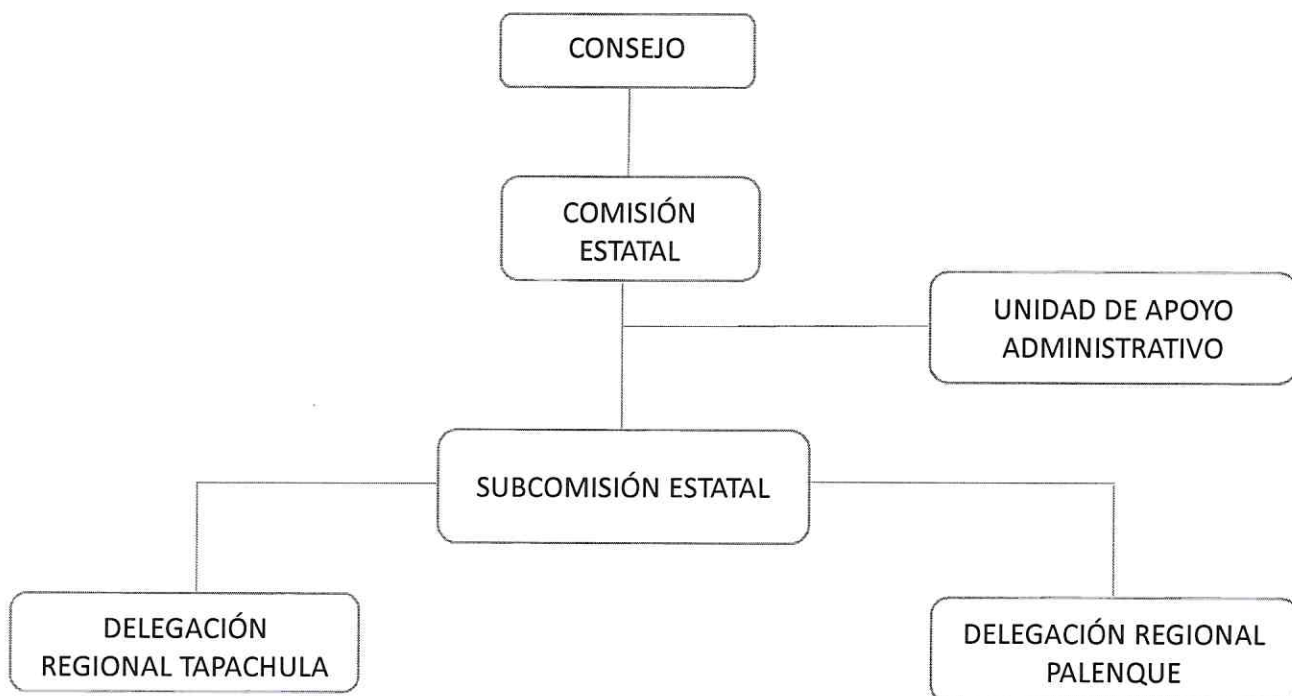 CONSEJO
COMISIÓN
ESTATAL
UNIDAD DE APOYO
ADMINISTRATIVO
SUBCOMISIÓN ESTATAL
DELEGACIÓN
REGIONAL TAPACHULA
DELEGACIÓN REGIONAL
PALENQUE